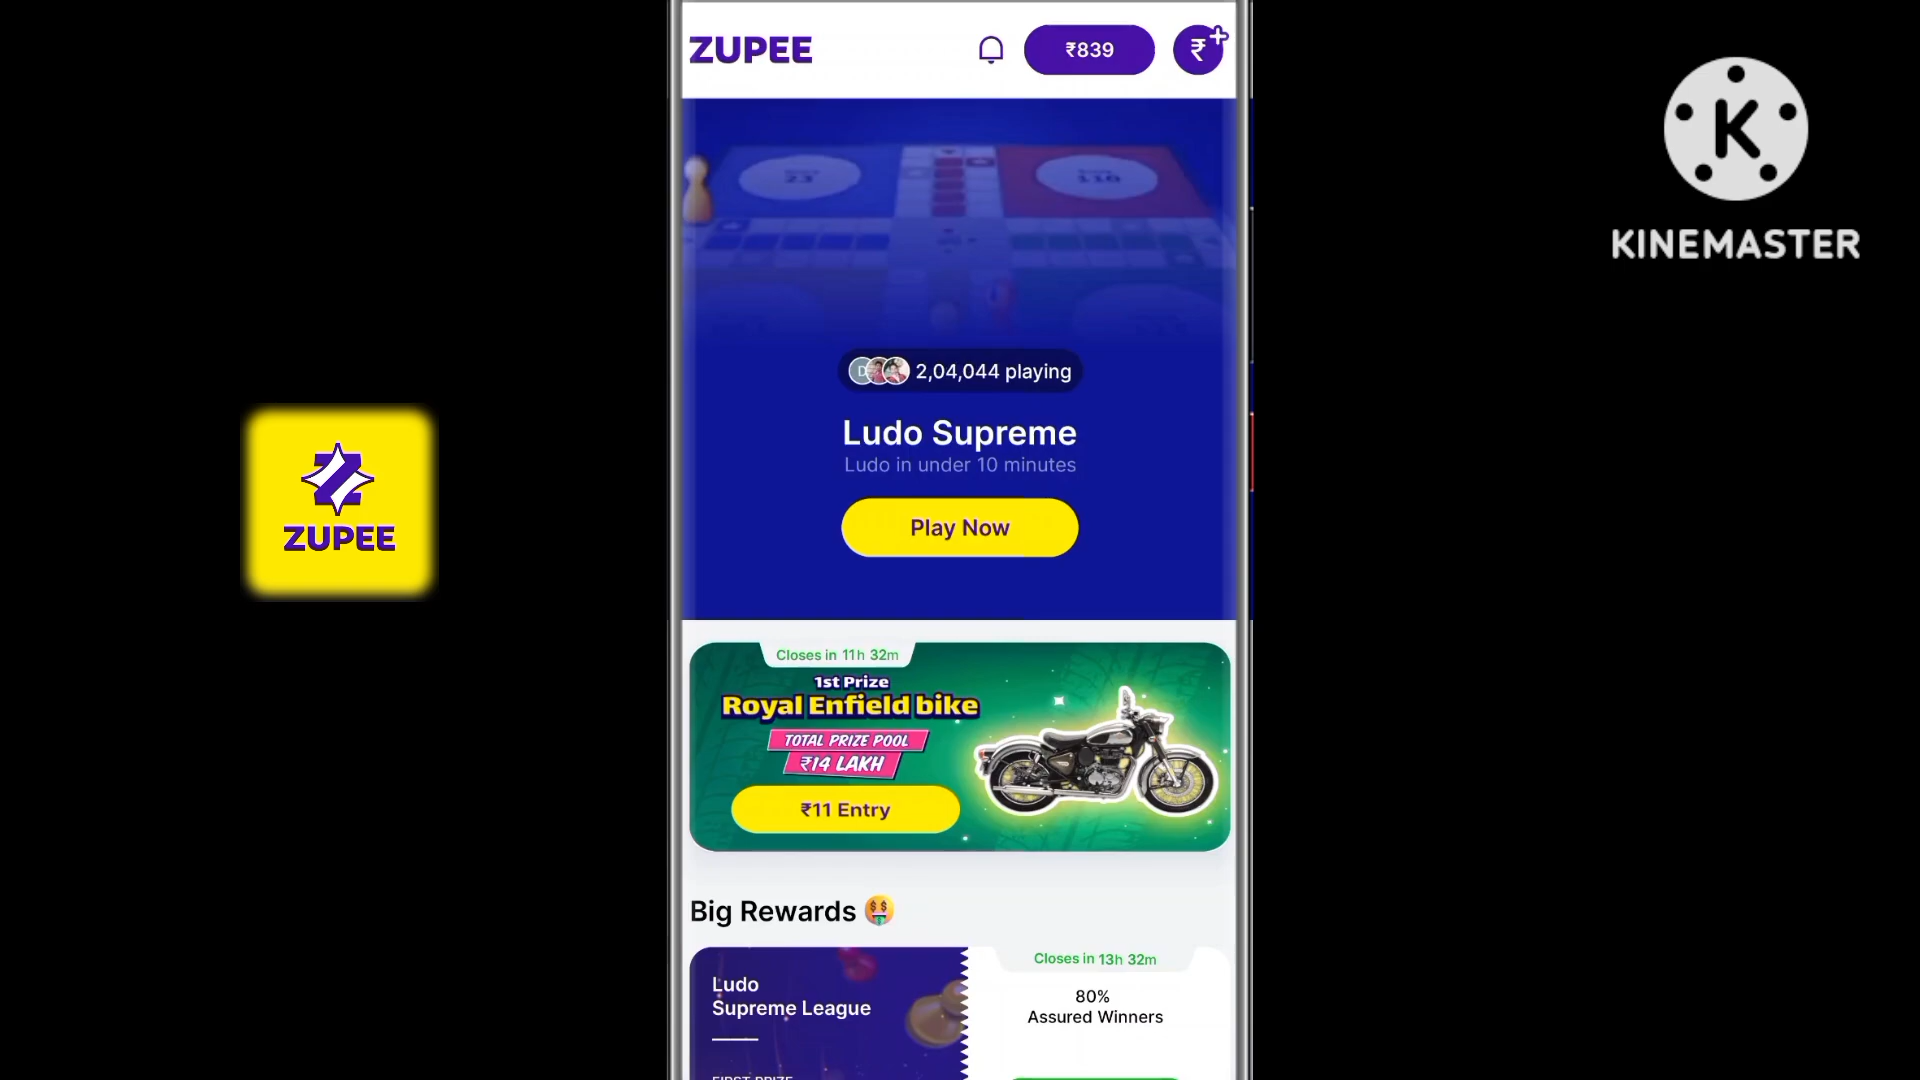 ZUPEE
₹839
₹+
K
KINEMASTER
2,04,044 playing
Ludo Supreme
Ludo in under 10 minutes
Play Now
Z
ZUPEE
Closes in 11h 32m
1st Prize
Royal Enfield bike
TOTAL PRIZE POOL
₹14 LAKH
₹11 Entry
Big Rewards
Ludo
Supreme League
Closes in 13h 32m
80%
Assured Winners